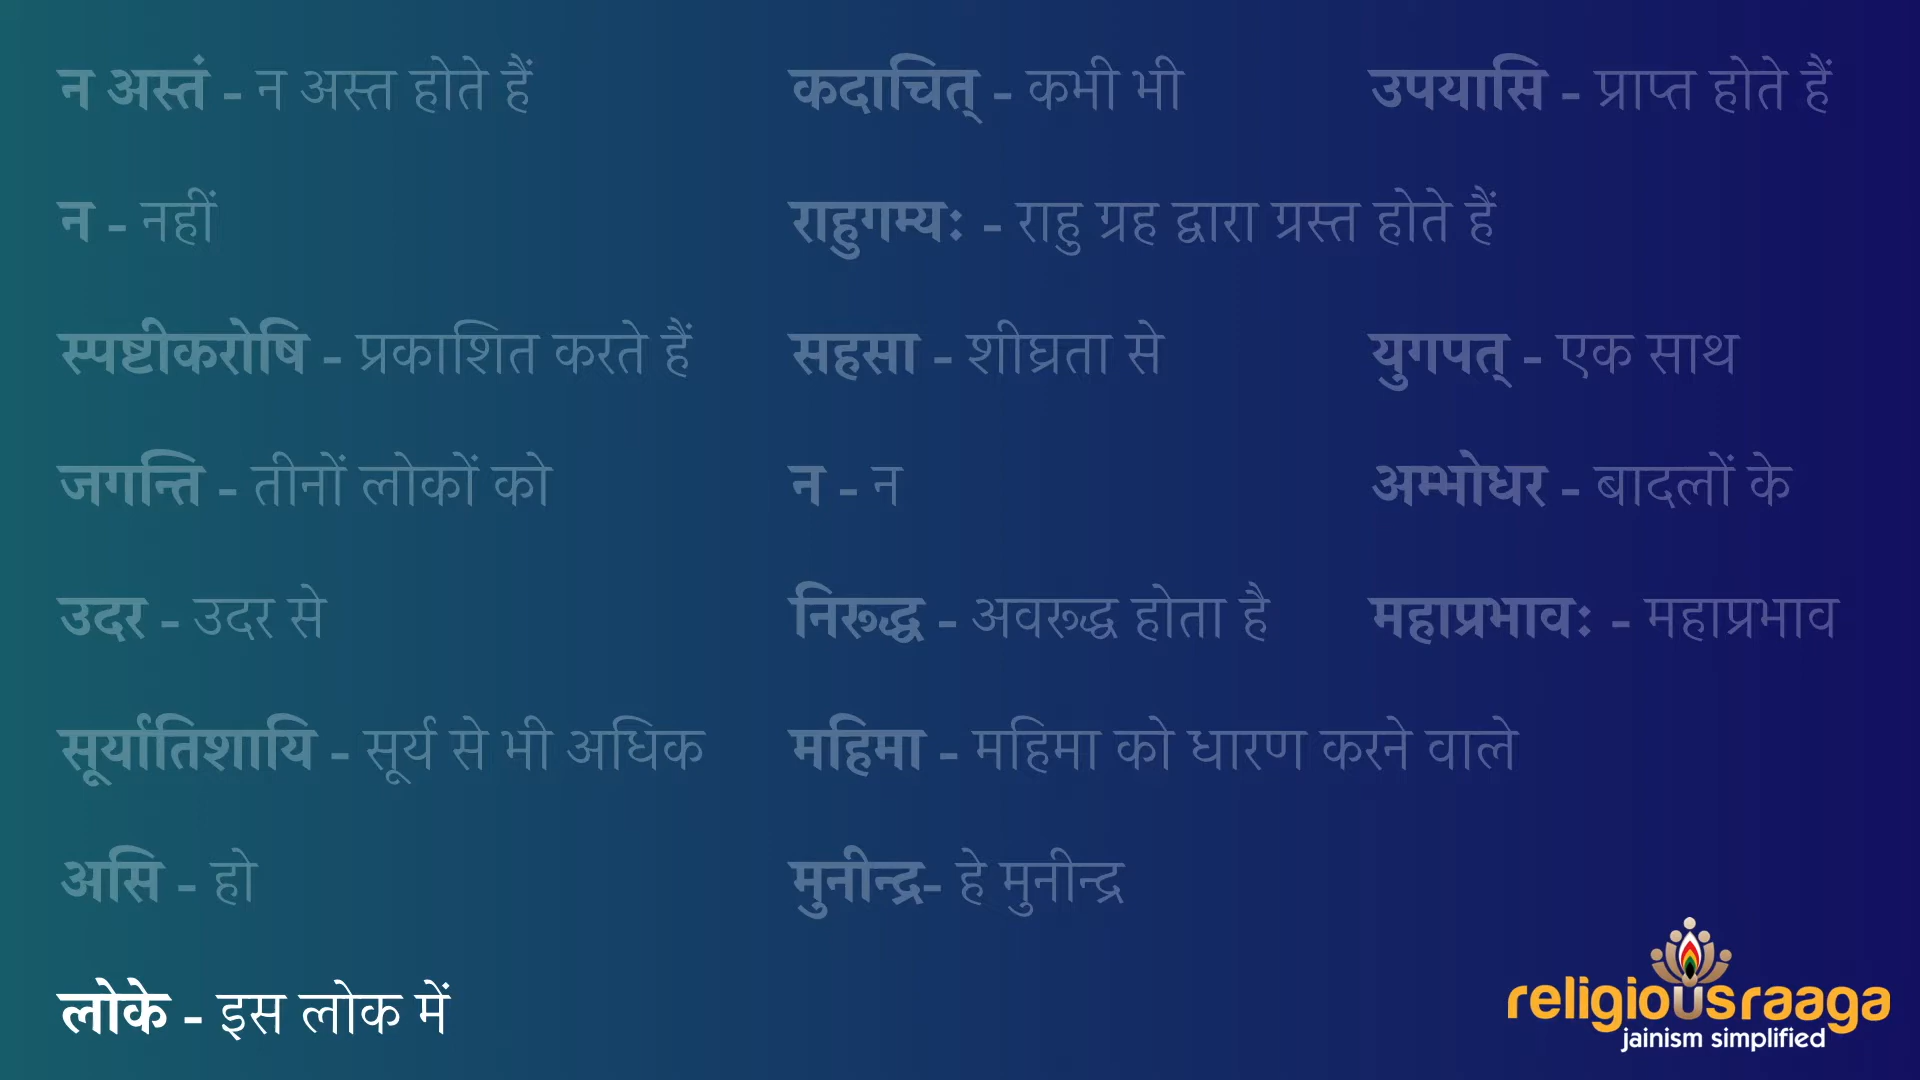 न अस्तं - न अस्त होते हैं कदाचित् - कभी भी उपयासि - प्राप्त होते हैं
न - नहीं राहुगम्यः - राहु ग्रह द्वारा ग्रस्त होते हैं
स्पष्टीकरोषि - प्रकाशित करते हैं सहसा - शीघ्रता से युगपत् - एक साथ
जगन्ति - तीनों लोकों को न - न अम्भोधर - बादलों के
उदर - उदर से निरूद्ध - अवरूद्ध होता है महाप्रभावः - महाप्रभाव
सूर्यातिशायि - सूर्य से भी अधिक महिमा - महिमा को धारण करने वाले
असि - हो मुनीन्द्र- हे मुनीन्द्र
लोके - इस लोक में
religiousraaga
jainism simplified